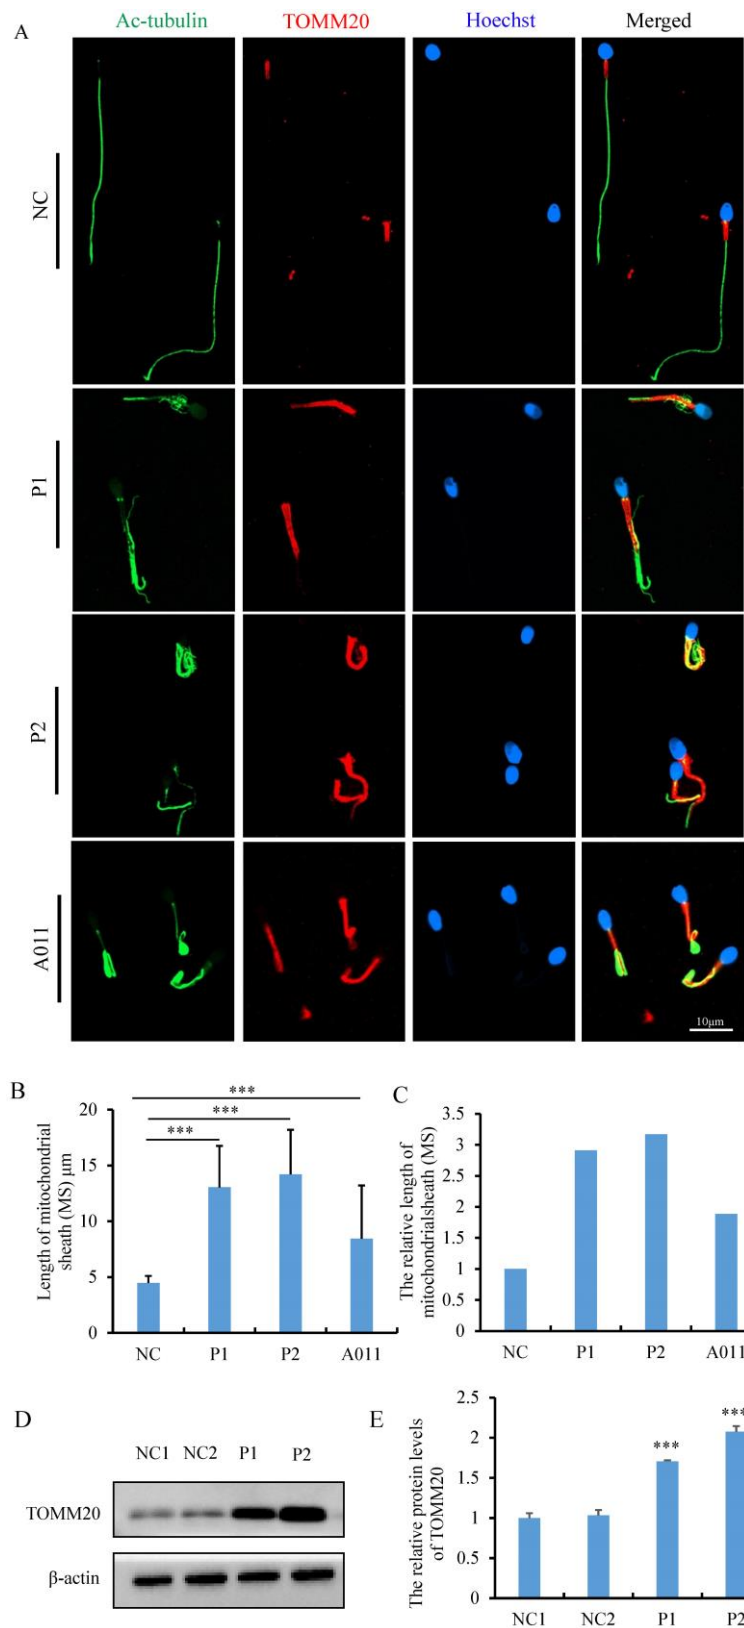 A
Ac-tubulin TOMM20 Hoechst Merged
NC
P1
P2
A011
10μm
B
Length of mitochondrial
sheath (MS) μm
20
15
10
5
0
***
***
***
NC P1 P2 A011
C
The relative length of
mitochondrialsheath (MS)
3.5
3
2.5
2
1.5
1
0.5
0
NC P1 P2 A011
D
NC1 NC2 P1 P2
TOMM20
β-actin
E
The relative protein levels
of TOMM20
2.5
2
1.5
1
0.5
0
***
***
NC1 NC2 P1 P2